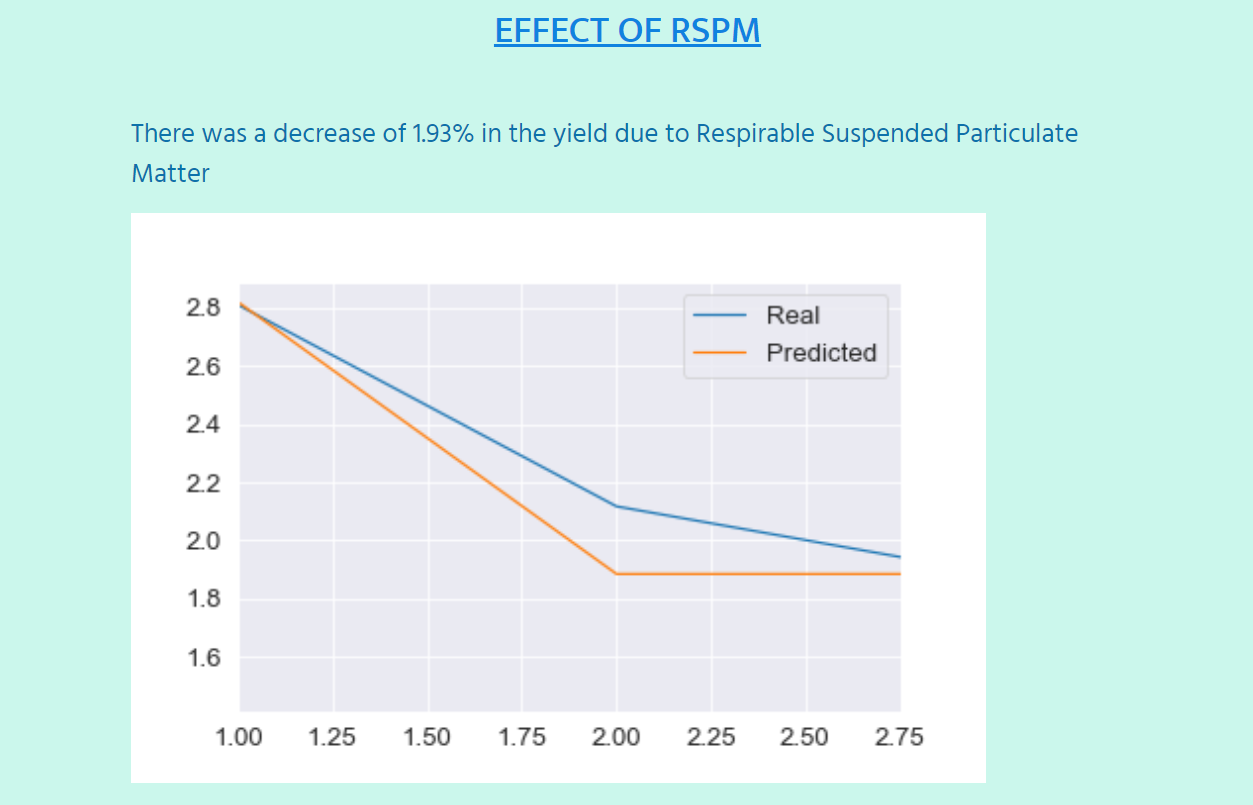 EFFECT OF RSPM
There was a decrease of 1.93% in the yield due to Respirable Suspended Particulate
Matter
Real
Predicted
2.8
2.6
2.4
2.2
2.0
1.8
1.6
1.00 1.25 1.50 1.75 2.00 2.25 2.50 2.75